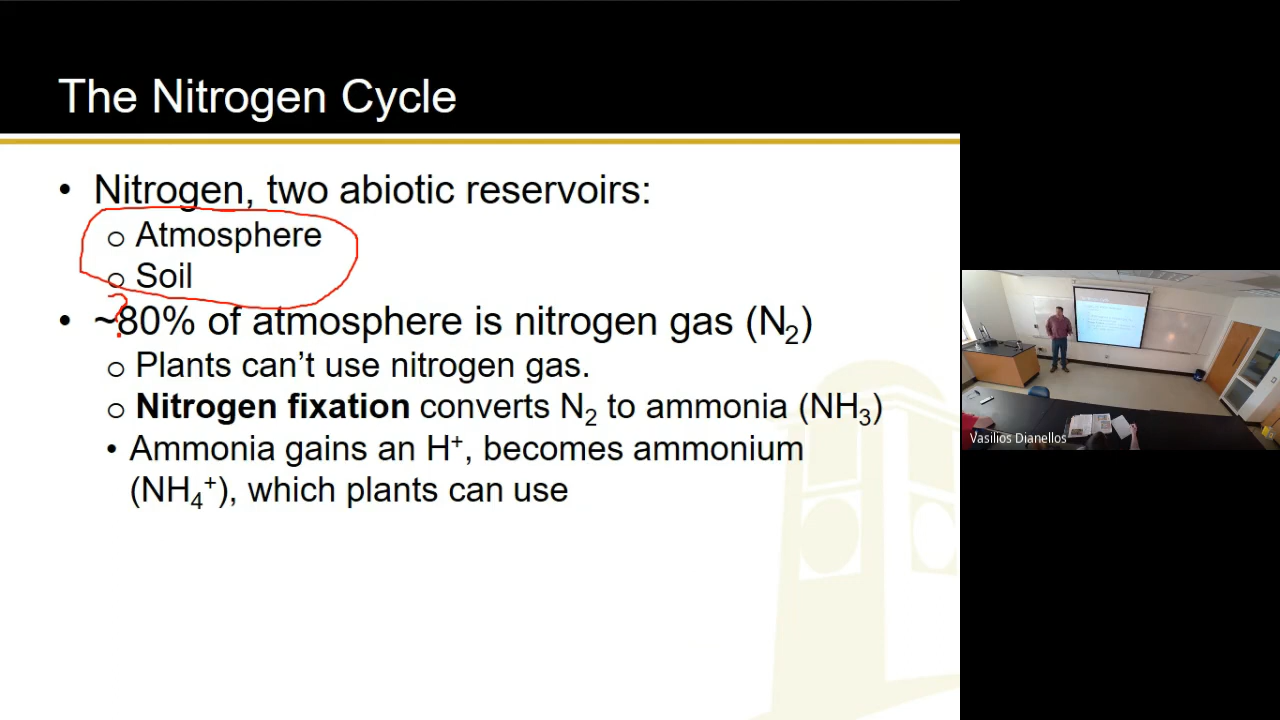 The Nitrogen Cycle
• Nitrogen, two abiotic reservoirs:
o Atmosphere
o Soil
?
• ~80% of atmosphere is nitrogen gas (N₂)
o Plants can’t use nitrogen gas.
o Nitrogen fixation converts N₂ to ammonia (NH₃)
• Ammonia gains an H⁺, becomes ammonium
(NH₄⁺), which plants can use
Vasilios Dianellos